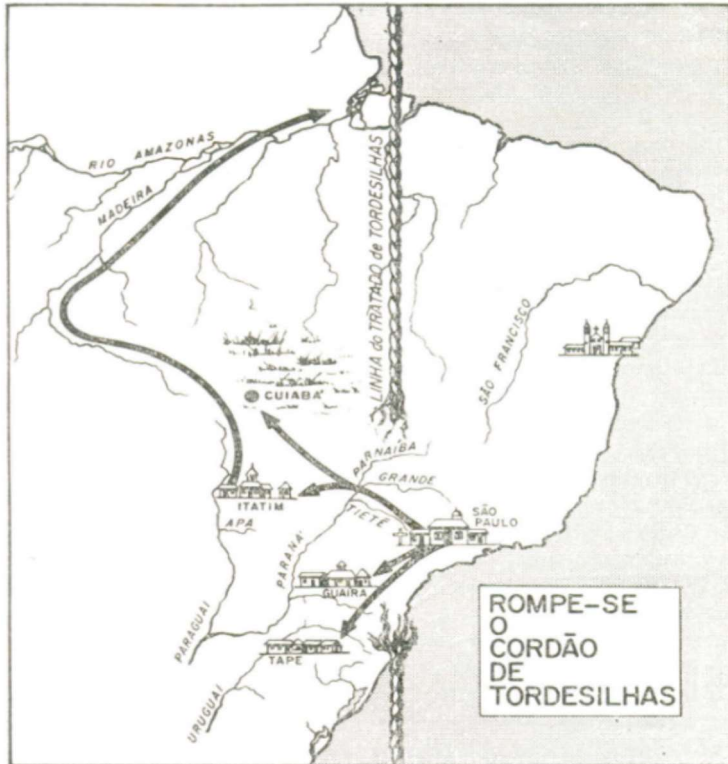 RIO AMAZONAS
MADEIRA
LINHA do TRATADO de TORDESILHAS
SÃO FRANCISCO
CUIABÁ
PARNAÍBA
GRANDE
ITATIM
TIETÊ
SÃO
PAULO
APA
PARANÁ
GUAIRA
PARAGUAI
TAPE
URUGUAI
ROMPE-SE
O
CORDÃO
DE
TORDESILHAS